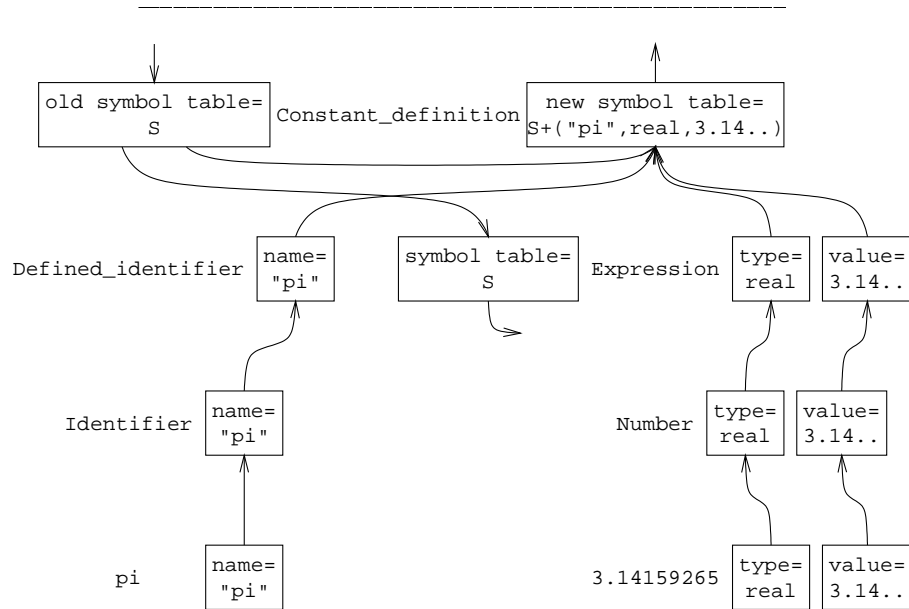 old symbol table=
S
Constant_definition
new symbol table=
S+("pi",real,3.14..)
Defined_identifier
name=
"pi"
symbol table=
S
Expression
type=
real
value=
3.14..
Identifier
name=
"pi"
Number
type=
real
value=
3.14..
pi
name=
"pi"
3.14159265
type=
real
value=
3.14..